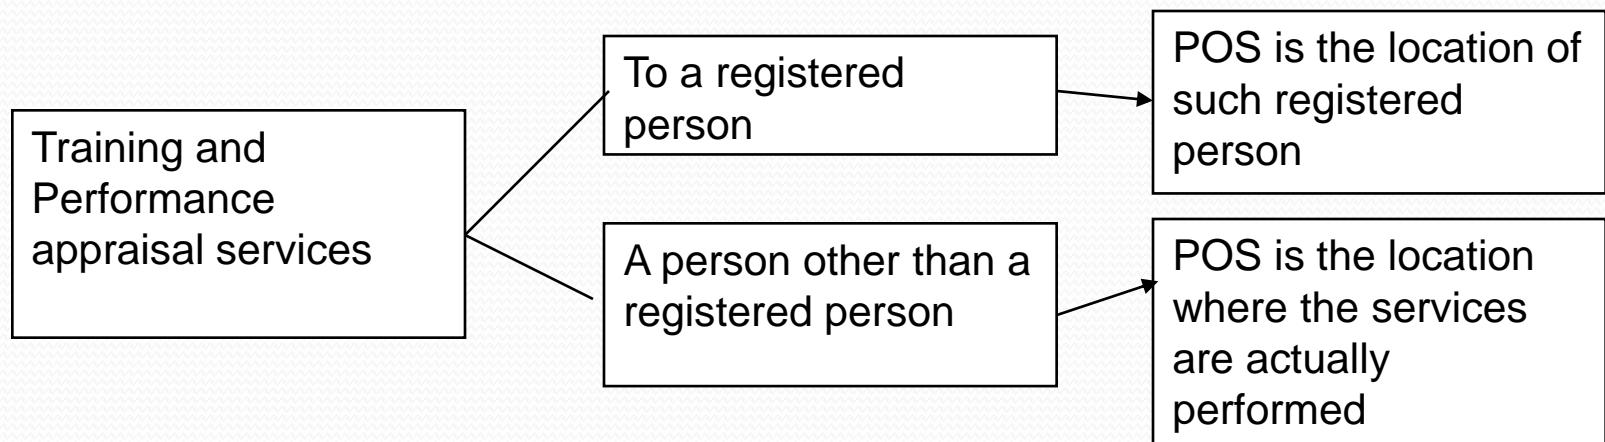 Training and
Performance
appraisal services
To a registered
person
POS is the location of
such registered
person
A person other than a
registered person
POS is the location
where the services
are actually
performed